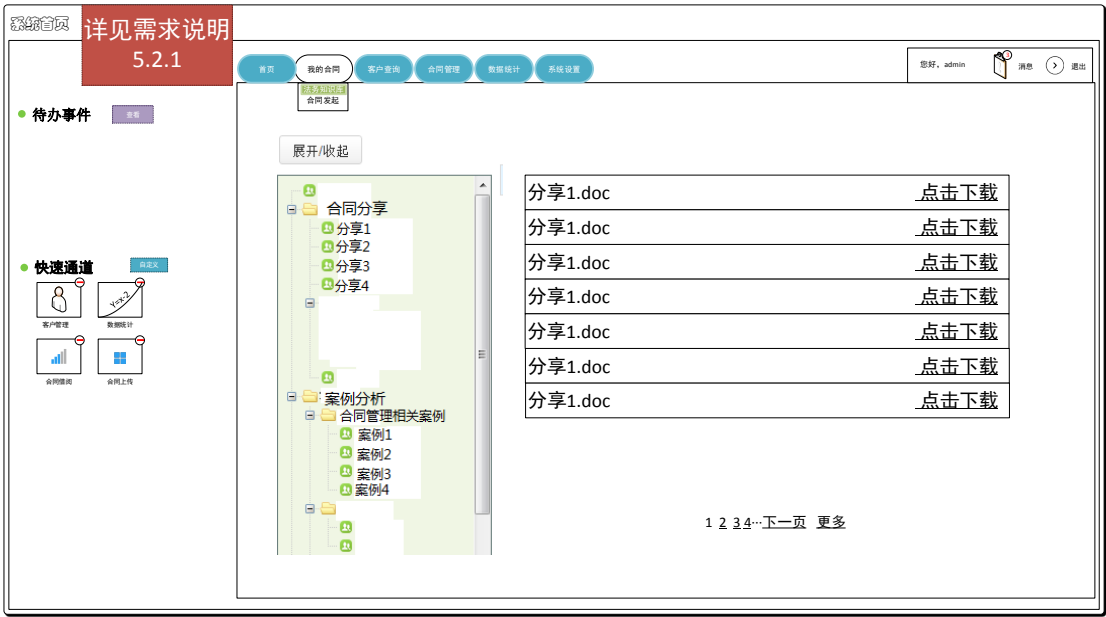 系统首页
详见需求说明
5.2.1
首页
我的合同
客户查询
合同管理
数据统计
系统设置
您好，admin
3
消息
退出
法务知识库
合同发起
待办事件
查看
展开/收起
合同分享
分享1
分享2
分享3
分享4
案例分析
合同管理相关案例
案例1
案例2
案例3
案例4
分享1.doc 点击下载
分享1.doc 点击下载
分享1.doc 点击下载
分享1.doc 点击下载
分享1.doc 点击下载
分享1.doc 点击下载
分享1.doc 点击下载
1 2 3 4…下一页 更多
快速通道
自定义
Y=x-2
客户管理
数据统计
合同借阅
合同上传